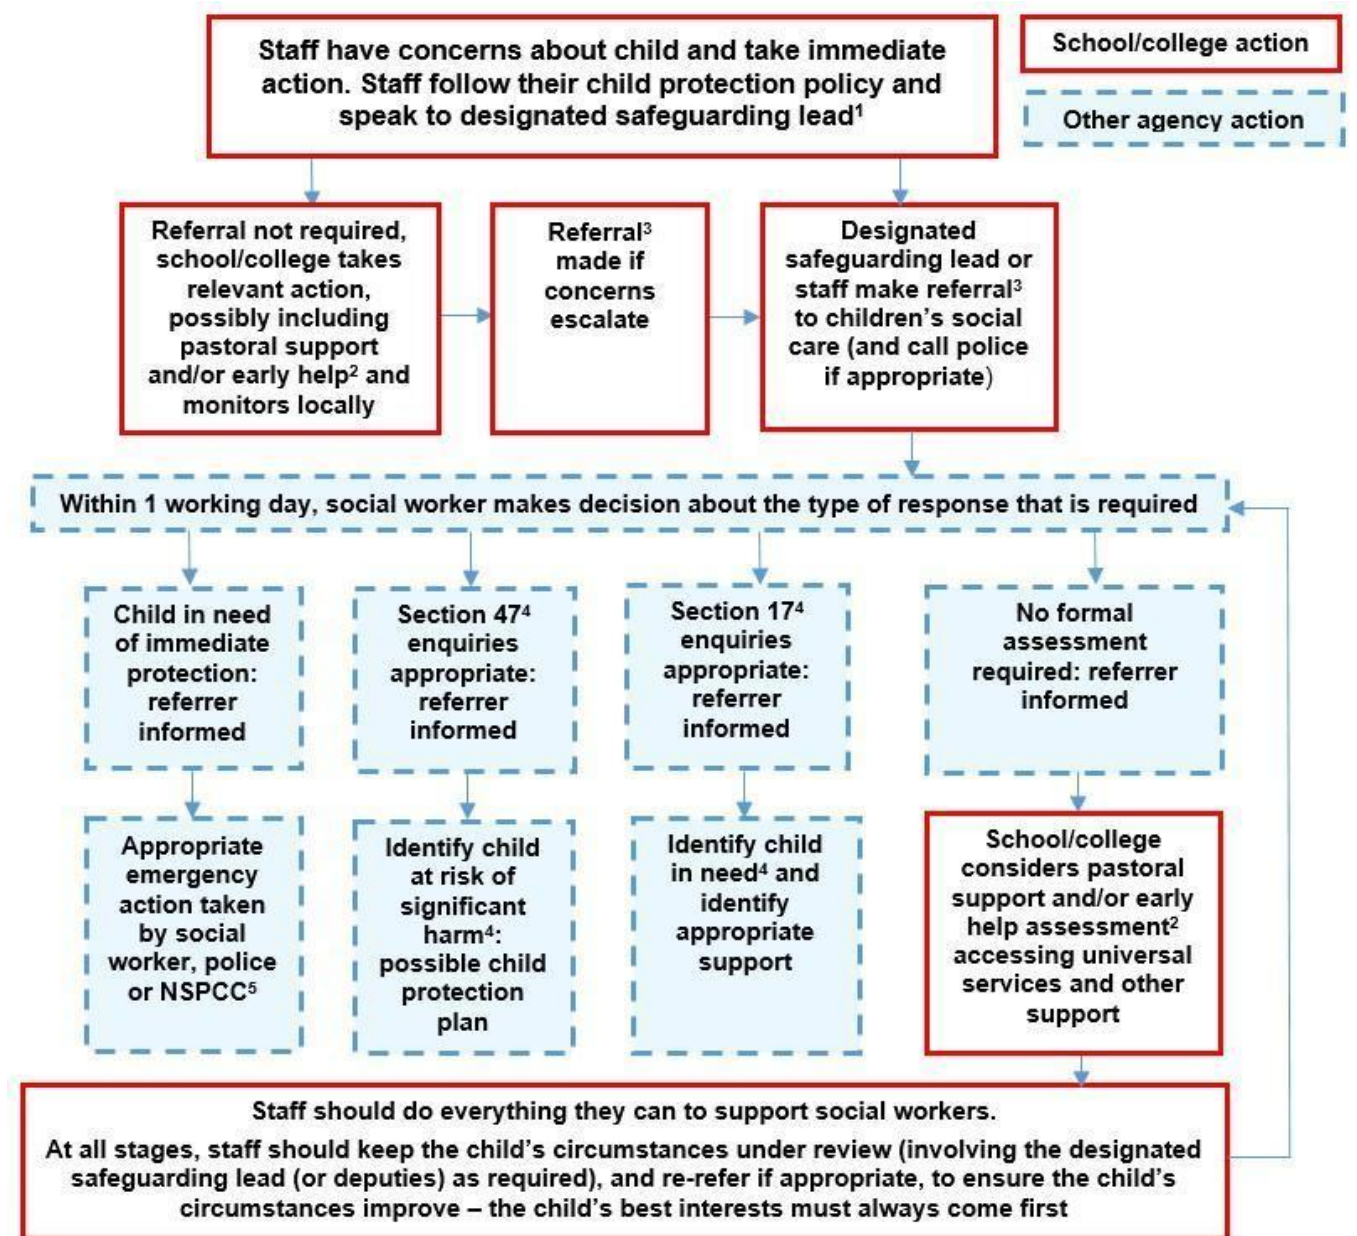 Staff have concerns about child and take immediate
action. Staff follow their child protection policy and
speak to designated safeguarding lead¹
School/college action
Other agency action
Referral not required,
school/college takes
relevant action,
possibly including
pastoral support
and/or early help² and
monitors locally
Referral³
made if
concerns
escalate
Designated
safeguarding lead or
staff make referral³
to children’s social
care (and call police
if appropriate)
Within 1 working day, social worker makes decision about the type of response that is required
Child in need
of immediate
protection:
referrer
informed
Section 47⁴
enquiries
appropriate:
referrer
informed
Section 17⁴
enquiries
appropriate:
referrer
informed
No formal
assessment
required: referrer
informed
Appropriate
emergency
action taken
by social
worker, police
or NSPCC⁵
Identify child
at risk of
significant
harm⁴:
possible child
protection
plan
Identify child
in need⁴ and
identify
appropriate
support
School/college
considers pastoral
support and/or early
help assessment²
accessing universal
services and other
support
Staff should do everything they can to support social workers.
At all stages, staff should keep the child’s circumstances under review (involving the designated
safeguarding lead (or deputies) as required), and re-refer if appropriate, to ensure the child’s
circumstances improve – the child’s best interests must always come first